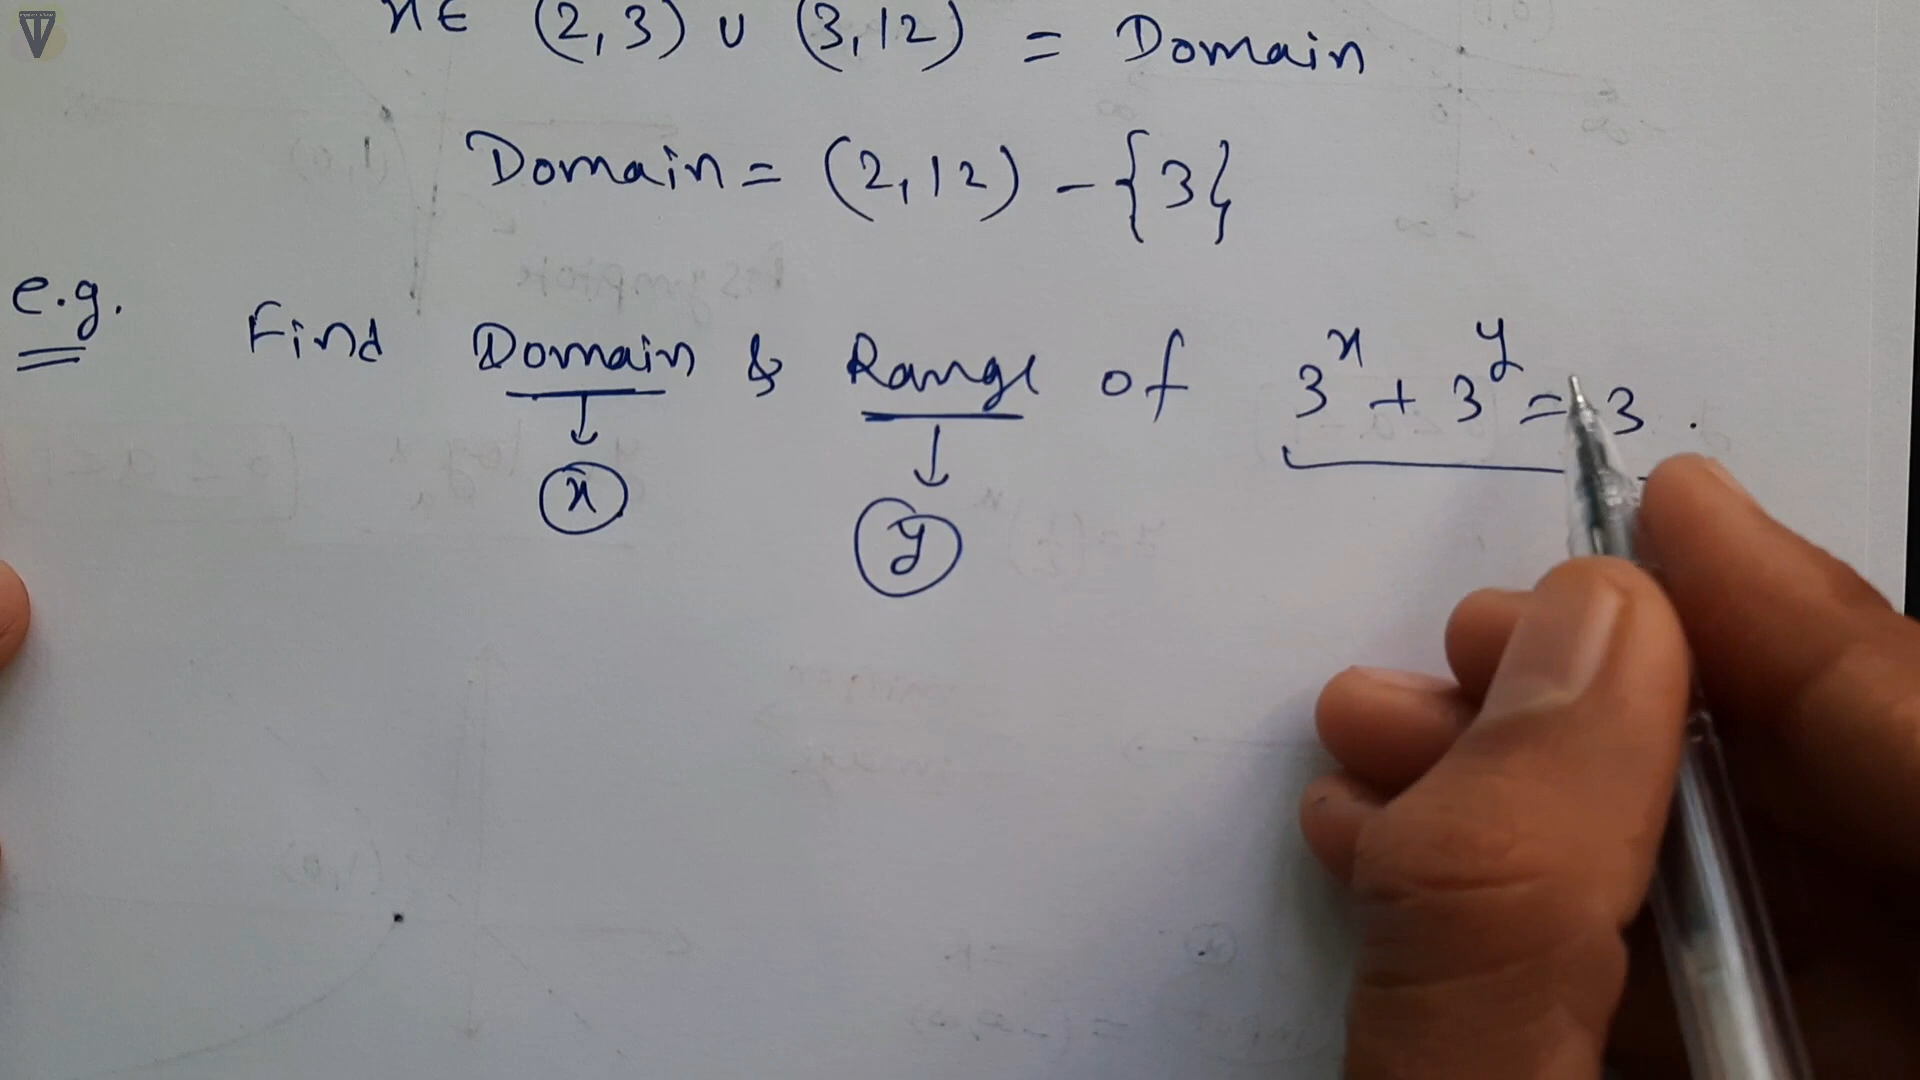 x ∈ (2,3) ∪ (3,12) = Domain
Domain = (2,12) - {3}
e.g. Find Domain & Range of 3^x + 3^y = 3.
x
y